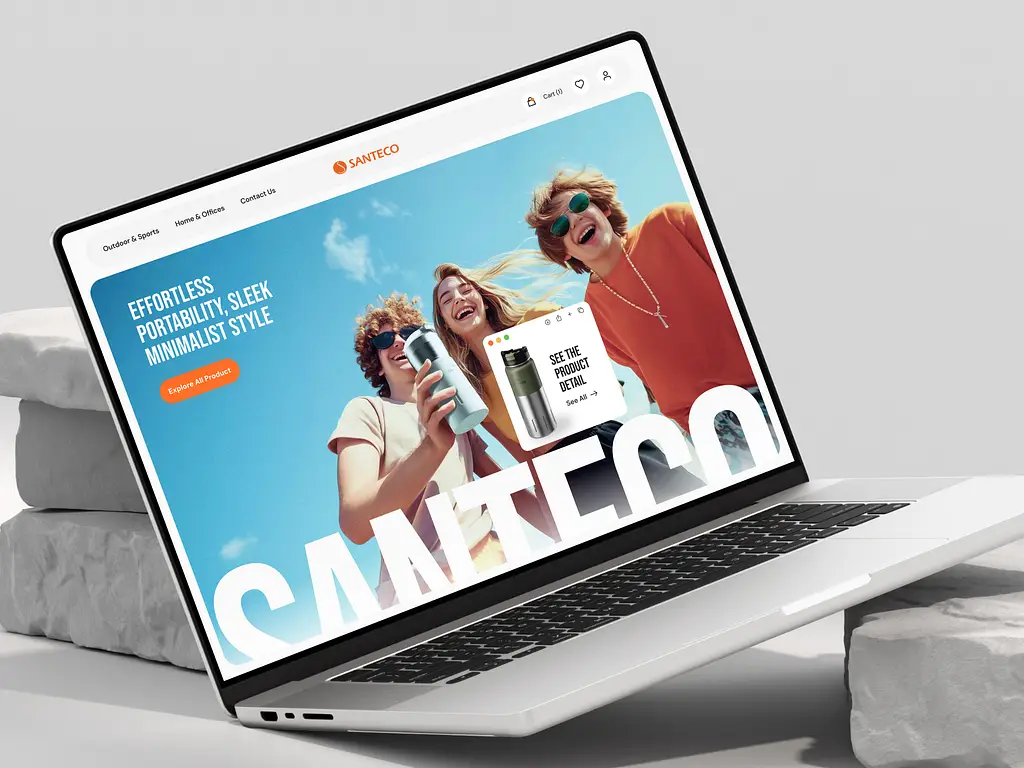 Cart (1)
SANTECO
Outdoor & Sports
Home & Offices
Contact Us
EFFORTLESS
PORTABILITY, SLEEK
MINIMALIST STYLE
Explore All Product
SEE THE
PRODUCT
DETAIL
See All
SANTECO